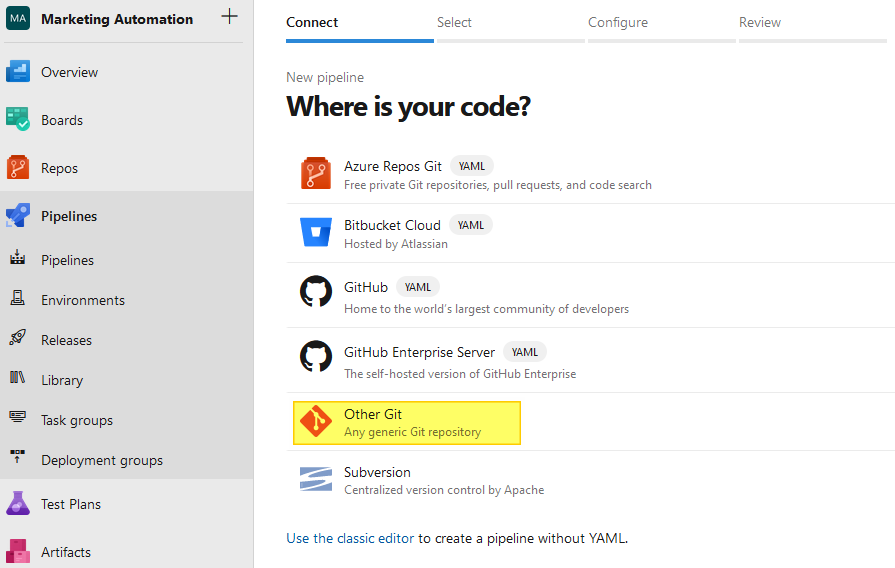 MA Marketing Automation +
Overview
Boards
Repos
Pipelines
Pipelines
Environments
Releases
Library
Task groups
Deployment groups
Test Plans
Artifacts
Connect Select Configure Review
New pipeline
Where is your code?
Azure Repos Git YAML
Free private Git repositories, pull requests, and code search
Bitbucket Cloud YAML
Hosted by Atlassian
GitHub YAML
Home to the world's largest community of developers
GitHub Enterprise Server YAML
The self-hosted version of GitHub Enterprise
Other Git
Any generic Git repository
Subversion
Centralized version control by Apache
Use the classic editor to create a pipeline without YAML.